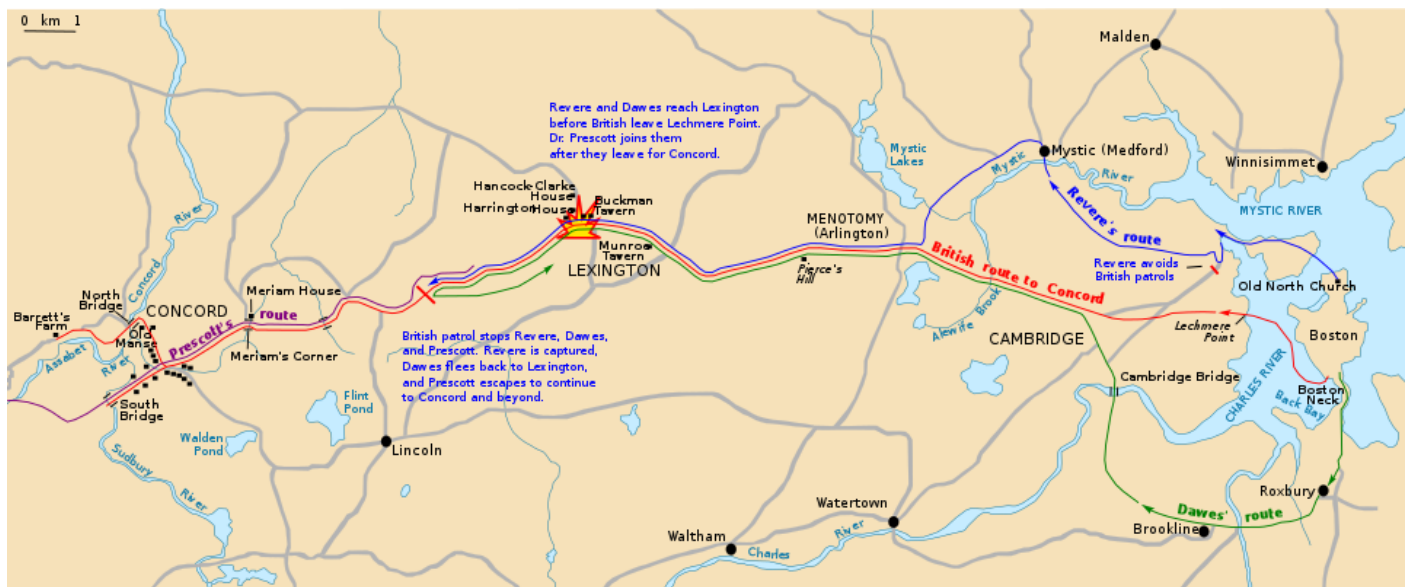 0 km 1
Malden
Revere and Dawes reach Lexington
before British leave Lechmere Point.
Dr. Prescott joins them
after they leave for Concord.
Mystic
Lakes
Mystic
River
Mystic (Medford)
Winnisimmet
Hancock-Clarke
House
Harrington
House
Buckman
Tavern
MENOTOMY
(Arlington)
Revere's route
MYSTIC RIVER
Munroe
Tavern
LEXINGTON
Pierce's
Hill
British route to Concord
Revere avoids
British patrols
Old North Church
Concord
River
North
Bridge
CONCORD
Meriam House
Barrett's
Farm
Old
Manse
Prescott's route
Meriam's Corner
Assabet
River
South
Bridge
British patrol stops Revere, Dawes,
and Prescott. Revere is captured,
Dawes flees back to Lexington,
and Prescott escapes to continue
to Concord and beyond.
Alewife Brook
CAMBRIDGE
Lechmere
Point
Boston
Cambridge Bridge
CHARLES RIVER
Boston
Neck
Back Bay
Flint
Pond
Walden
Pond
Lincoln
Sudbury
River
Watertown
Waltham
Charles
River
Roxbury
Dawes' route
Brookline